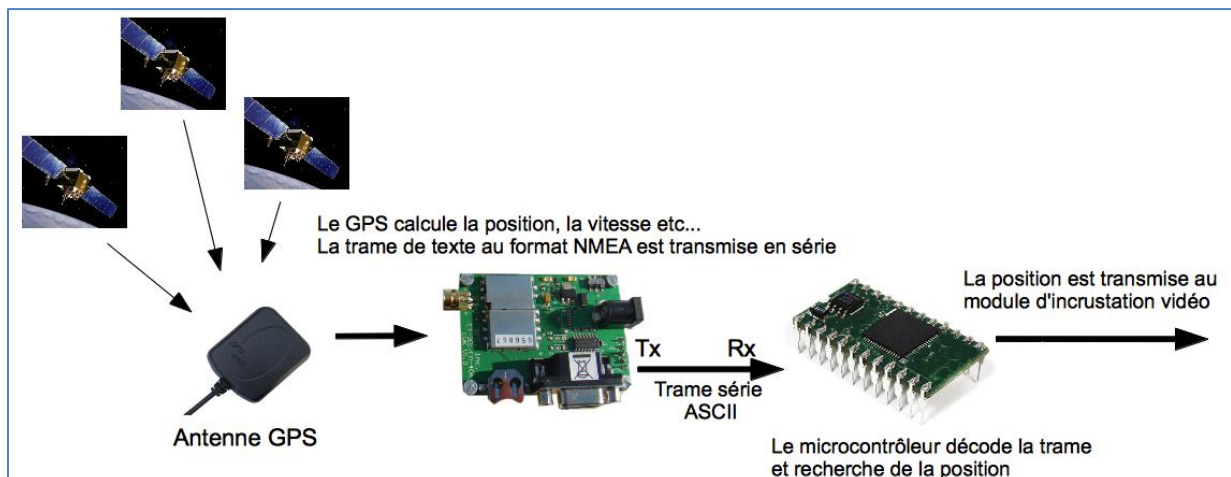 Le GPS calcule la position, la vitesse etc...
La trame de texte au format NMEA est transmise en série
La position est transmise au
module d'incrustation vidéo
Tx
Rx
Trame série
ASCII
Antenne GPS
Le microcontrôleur décode la trame
et recherche de la position